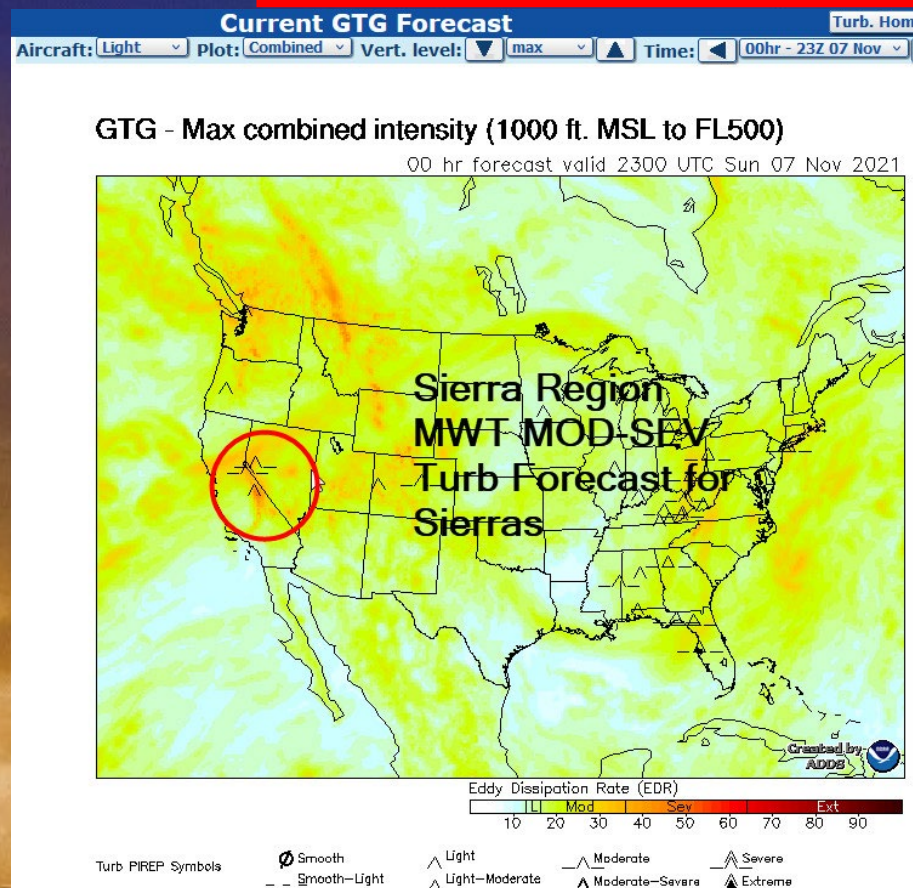 Current GTG Forecast
Turb. Hom
Aircraft: Light Plot: Combined Vert. level: max Time: 00hr - 23Z 07 Nov
GTG - Max combined intensity (1000 ft. MSL to FL500)
00 hr forecast valid 2300 UTC Sun 07 Nov 2021
Sierra Region
MWT MOD-SEV
Turb Forecast for
Sierras
Created by
ADDS
Eddy Dissipation Rate (EDR)
L Mod Sev Ext
10 20 30 40 50 60 70 80 90
Turb PIREP Symbols
Smooth Light Moderate Severe
Smooth-Light Light-Moderate Moderate-Severe Extreme